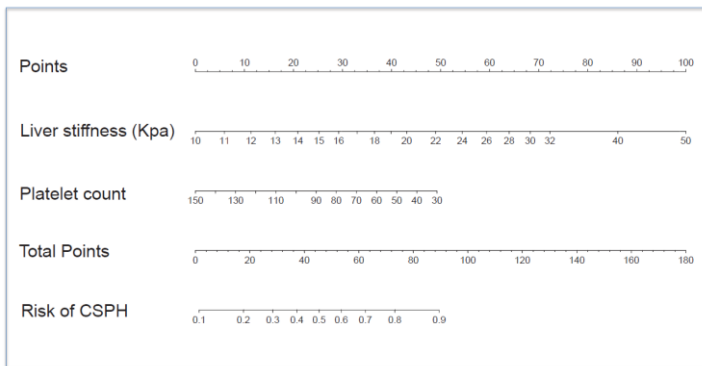 0 10 20 30 40 50 60 70 80 90 100
Points
Liver stiffness (Kpa)
10 11 12 13 14 15 16 18 20 22 24 26 28 30 32 40 50
Platelet count
150 130 110 90 80 70 60 50 40 30
Total Points
0 20 40 60 80 100 120 140 160 180
Risk of CSPH
0.1 0.2 0.3 0.4 0.5 0.6 0.7 0.8 0.9